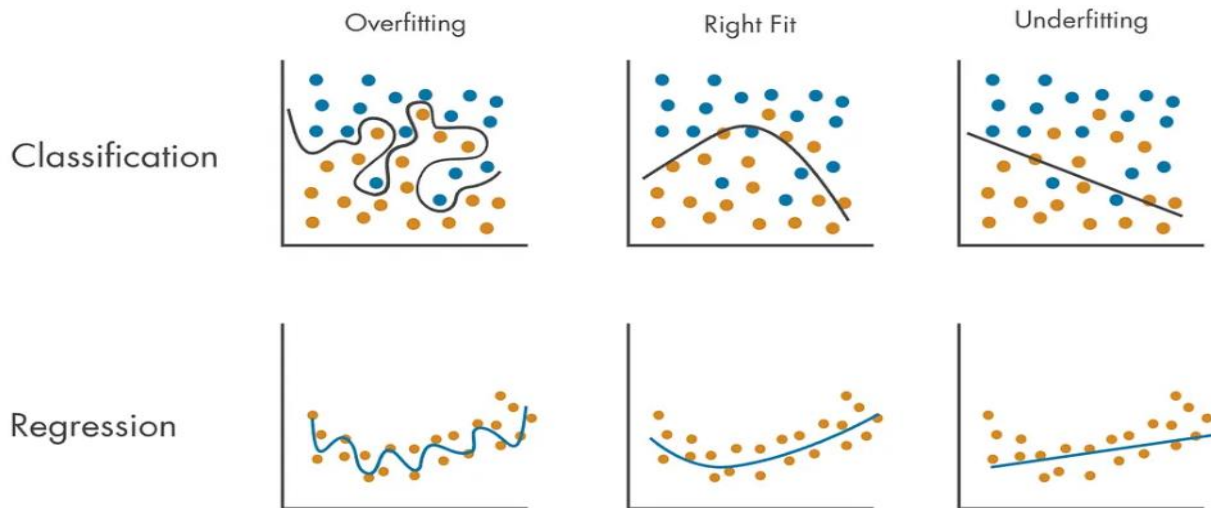 Overfitting
Right Fit
Underfitting
Classification
Regression